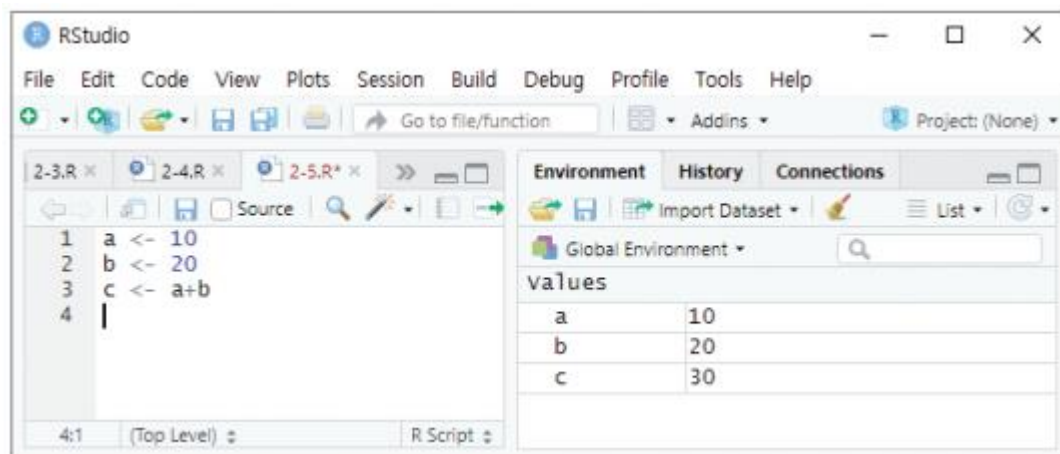 RStudio
File Edit Code View Plots Session Build Debug Profile Tools Help
Go to file/function Addins Project: (None)
2-3.R 2-4.R 2-5.R*
Source
1 a <- 10
2 b <- 20
3 c <- a+b
4
4:1 (Top Level) R Script
Environment History Connections
Import Dataset List
Global Environment
Values
a 10
b 20
c 30